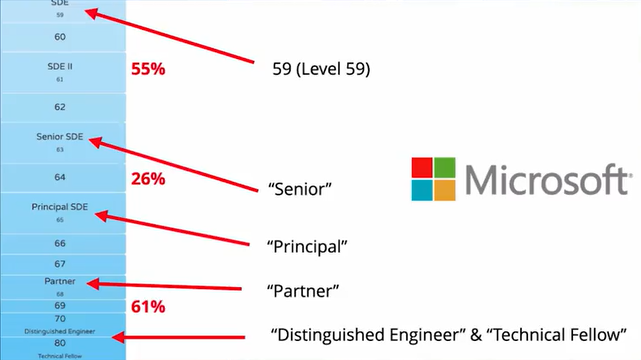 SDE
59
60
SDE II
61
55%
62
59 (Level 59)
Senior SDE
63
64
26%
"Senior"
Principal SDE
65
66
"Principal"
67
Partner
68
"Partner"
69
61%
70
Distinguished Engineer
80
Technical Fellow
"Distinguished Engineer" & "Technical Fellow"
Microsoft